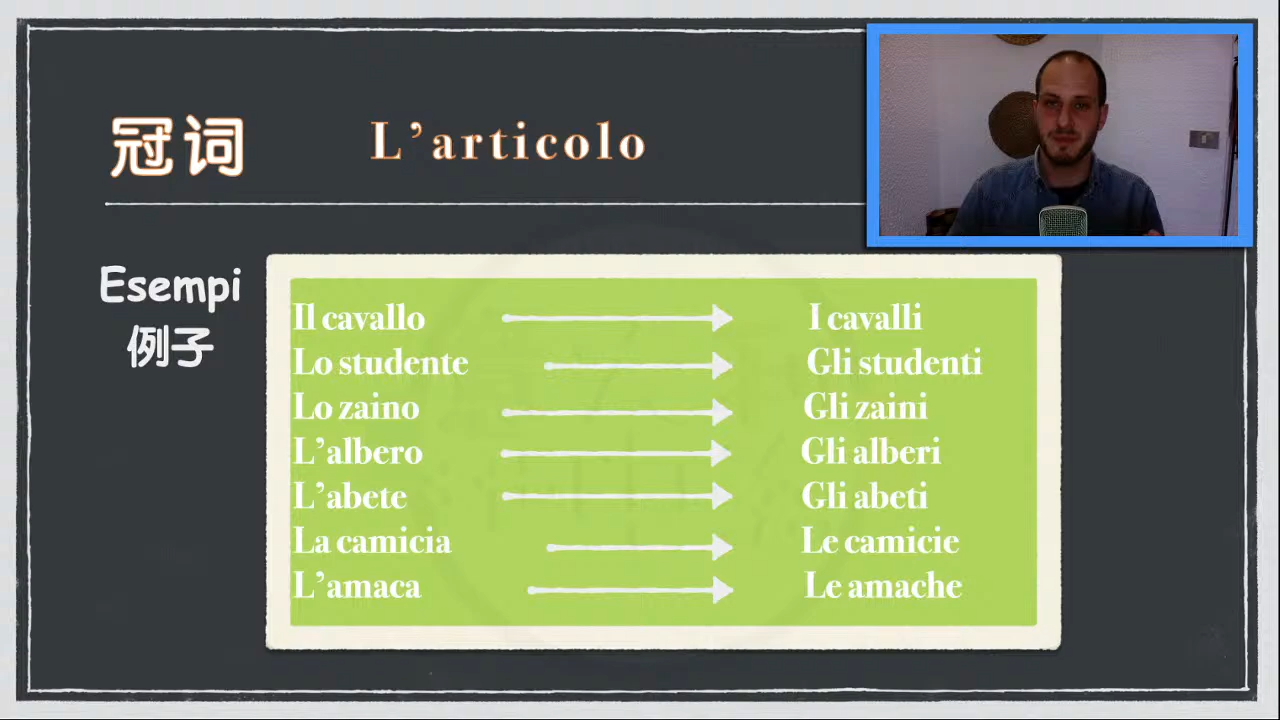 冠词 L’articolo
Esempi
例子
Il cavallo I cavalli
Lo studente Gli studenti
Lo zaino Gli zaini
L’albero Gli alberi
L’abete Gli abeti
La camicia Le camicie
L’amaca Le amache